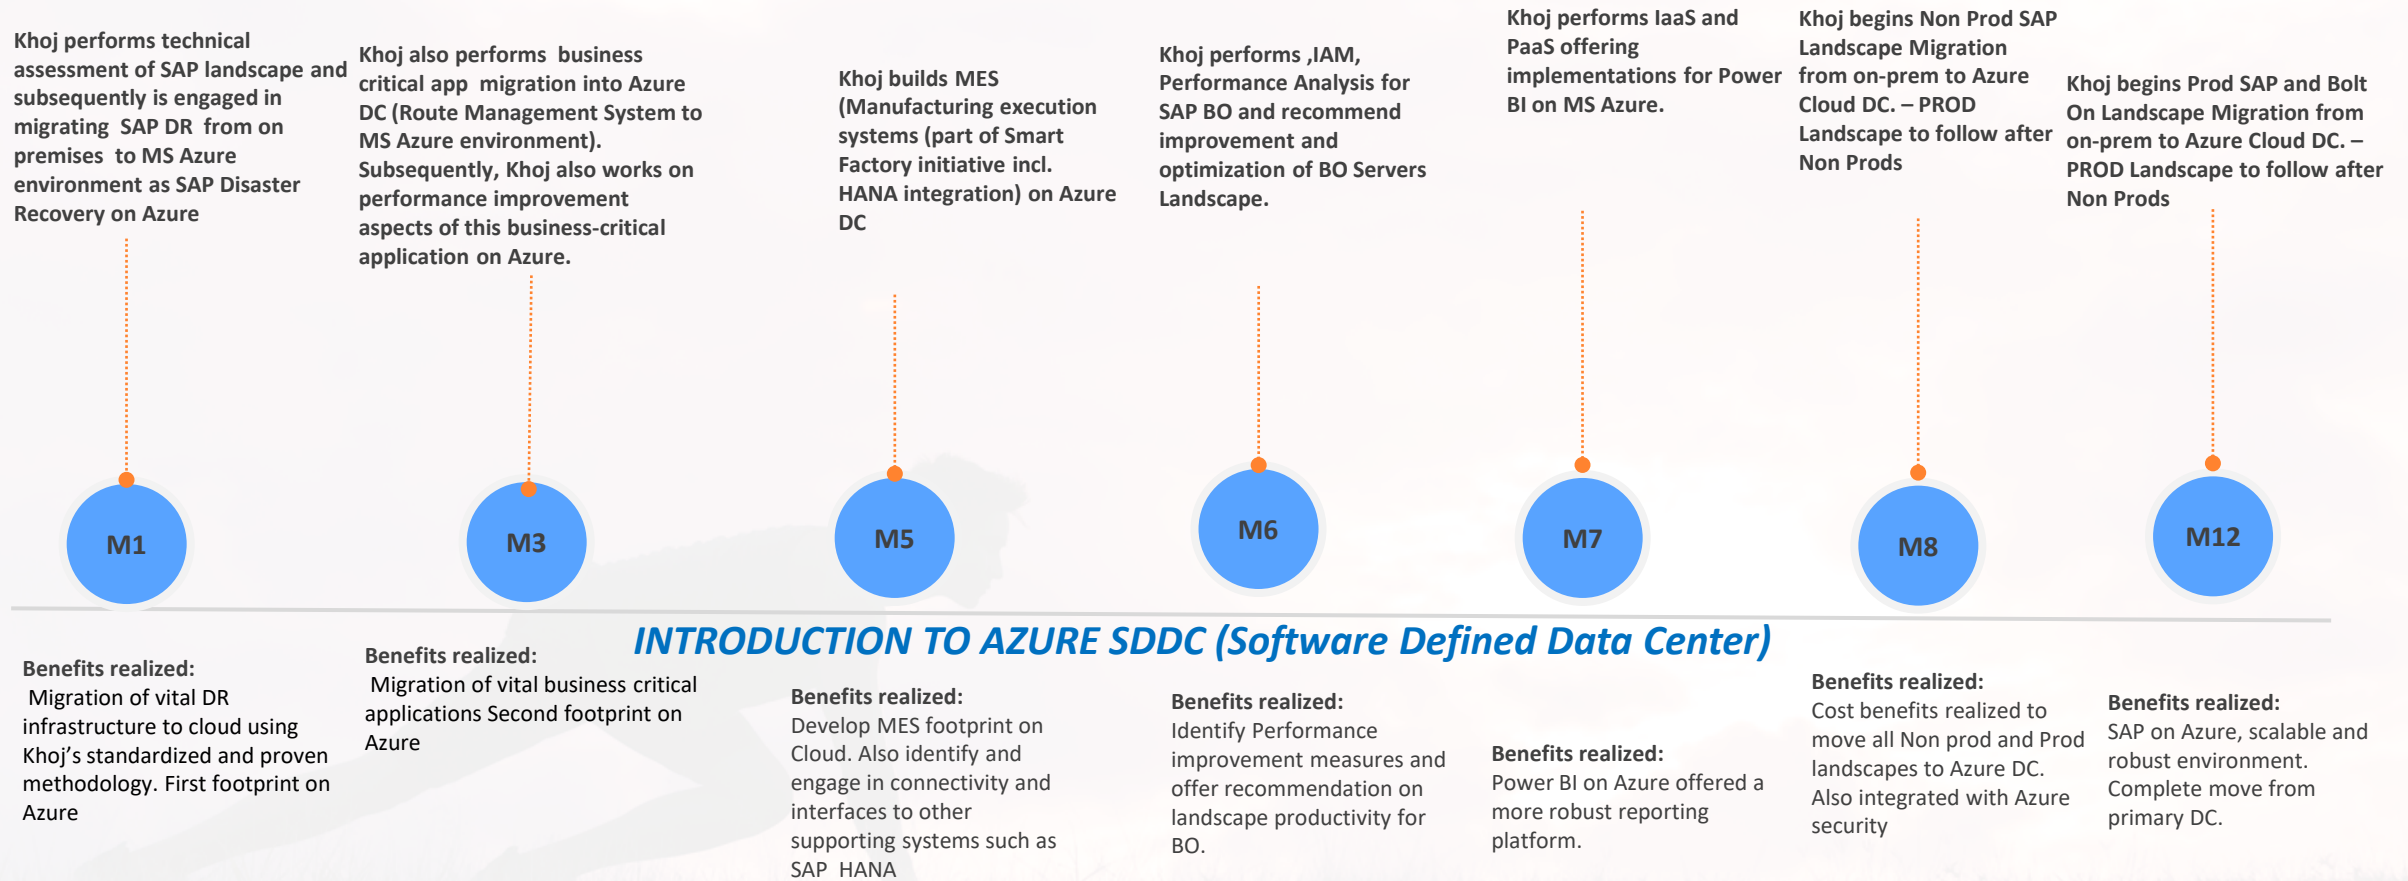 Khoj performs technical
assessment of SAP landscape and
subsequently is engaged in
migrating SAP DR from on
premises to MS Azure
environment as SAP Disaster
Recovery on Azure
Khoj also performs business
critical app migration into Azure
DC (Route Management System to
MS Azure environment).
Subsequently, Khoj also works on
performance improvement
aspects of this business-critical
application on Azure.
Khoj builds MES
(Manufacturing execution
systems (part of Smart
Factory initiative incl.
HANA integration) on Azure
DC
Khoj performs ,IAM,
Performance Analysis for
SAP BO and recommend
improvement and
optimization of BO Servers
Landscape.
Khoj performs IaaS and
PaaS offering
implementations for Power
BI on MS Azure.
Khoj begins Non Prod SAP
Landscape Migration
from on-prem to Azure
Cloud DC. – PROD
Landscape to follow after
Non Prods
Khoj begins Prod SAP and Bolt
On Landscape Migration from
on-prem to Azure Cloud DC. –
PROD Landscape to follow after
Non Prods
M1
M3
M5
M6
M7
M8
M12
INTRODUCTION TO AZURE SDDC (Software Defined Data Center)
Benefits realized:
Migration of vital DR
infrastructure to cloud using
Khoj’s standardized and proven
methodology. First footprint on
Azure
Benefits realized:
Migration of vital business critical
applications Second footprint on
Azure
Benefits realized:
Develop MES footprint on
Cloud. Also identify and
engage in connectivity and
interfaces to other
supporting systems such as
SAP HANA
Benefits realized:
Identify Performance
improvement measures and
offer recommendation on
landscape productivity for
BO.
Benefits realized:
Power BI on Azure offered a
more robust reporting
platform.
Benefits realized:
Cost benefits realized to
move all Non prod and Prod
landscapes to Azure DC.
Also integrated with Azure
security
Benefits realized:
SAP on Azure, scalable and
robust environment.
Complete move from
primary DC.